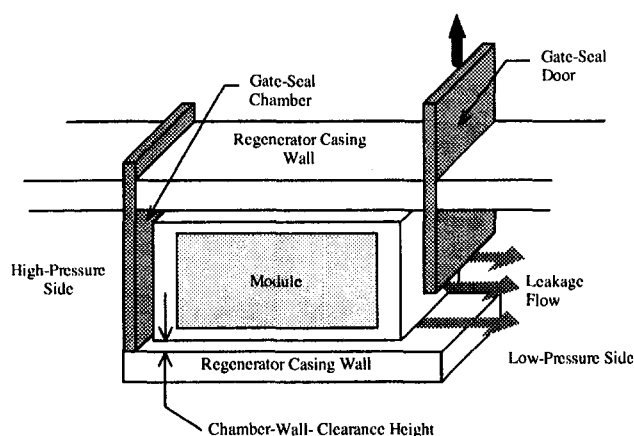 Gate-Seal
Door
Gate-Seal
Chamber
Regenerator Casing
Wall
High-Pressure
Side
Module
Leakage
Flow
Low-Pressure Side
Regenerator Casing Wall
Chamber-Wall- Clearance Height